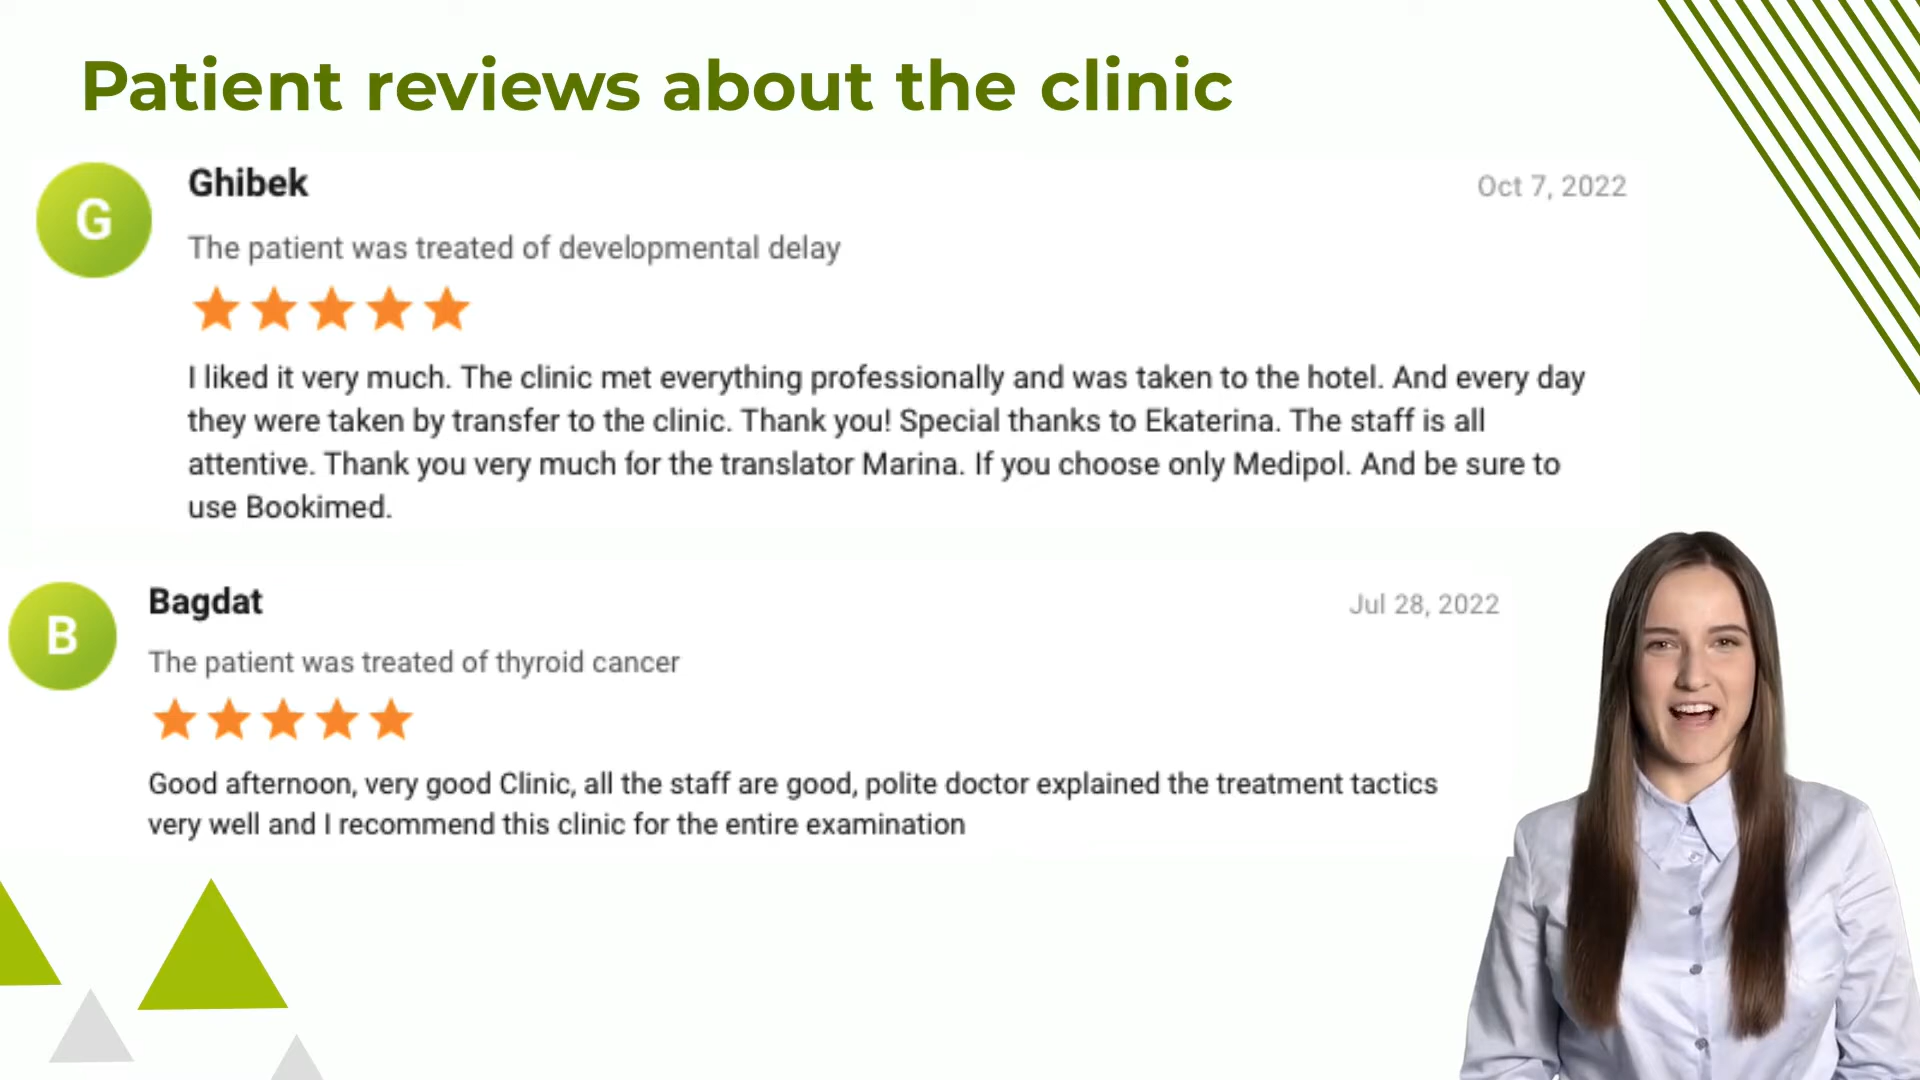 Patient reviews about the clinic
G
Ghibek
Oct 7, 2022
The patient was treated of developmental delay
I liked it very much. The clinic met everything professionally and was taken to the hotel. And every day
they were taken by transfer to the clinic. Thank you! Special thanks to Ekaterina. The staff is all
attentive. Thank you very much for the translator Marina. If you choose only Medipol. And be sure to
use Bookimed.
B
Bagdat
Jul 28, 2022
The patient was treated of thyroid cancer
Good afternoon, very good Clinic, all the staff are good, polite doctor explained the treatment tactics
very well and I recommend this clinic for the entire examination